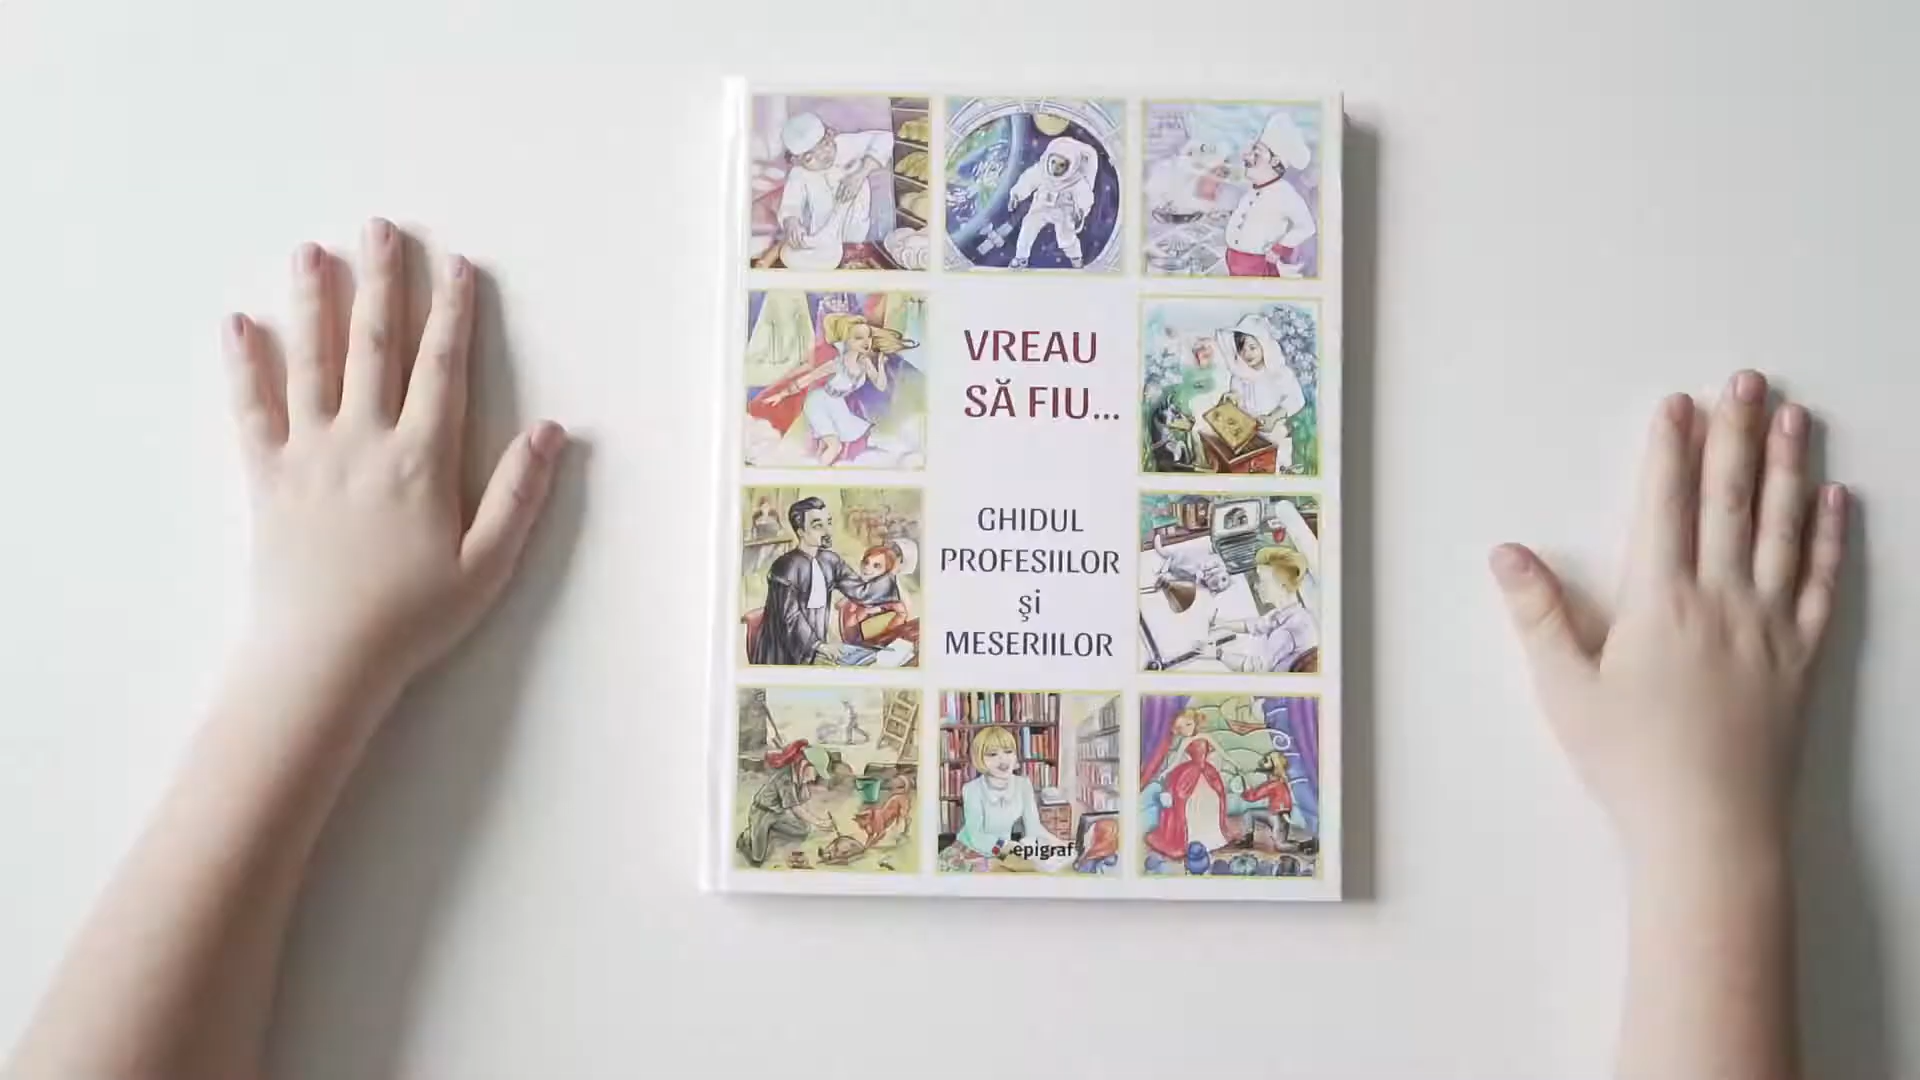 VREAU
SĂ FIU...
GHIDUL
PROFESIILOR
şi
MESERIILOR
epigraf